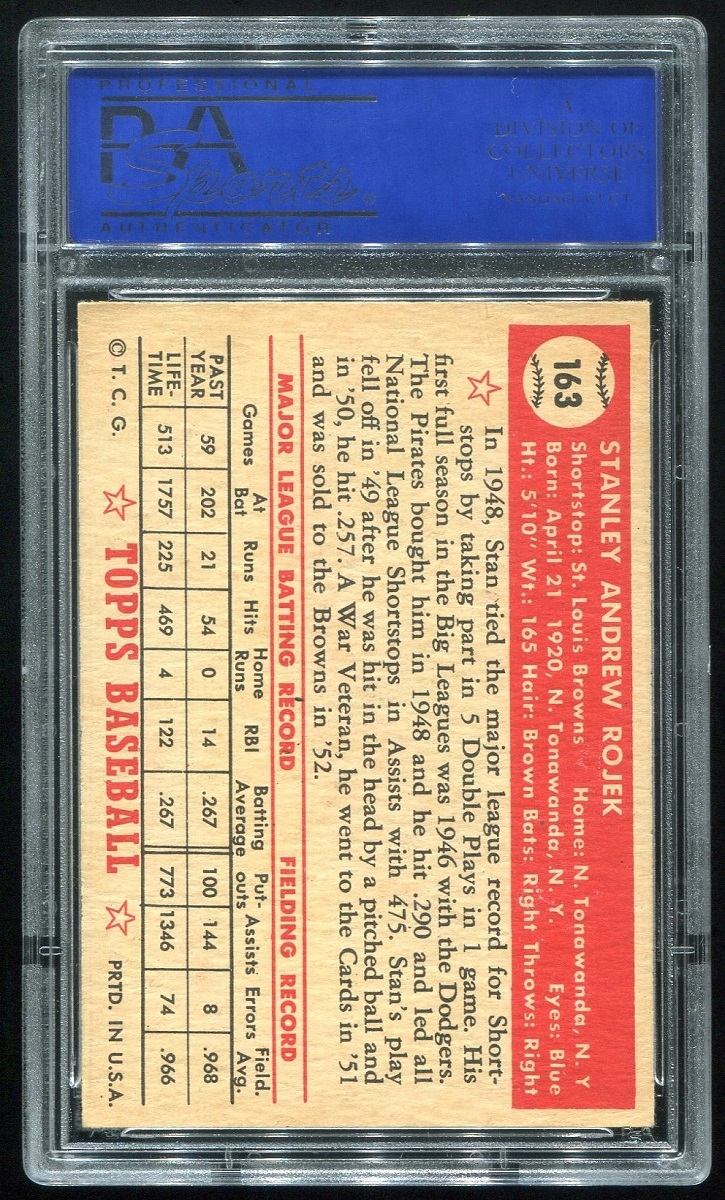 PROFESSIONAL
PSA
AUTHENTICATOR
A
DIVISION OF
COLLECTORS
UNIVERSE
NASDAQ: CLCT
163
STANLEY ANDREW ROJEK
Shortstop: St. Louis Browns Home: N. Tonawanda, N. Y
Born: April 21 1920, N. Tonawanda, N. Y. Eyes: Blue
Ht.: 5'10" Wt.: 165 Hair: Brown Bats: Right Throws: Right
In 1948, Stan tied the major league record for Short-
stops by taking part in 5 Double Plays in 1 game. His
first full season in the Big Leagues was 1946 with the Dodgers.
The Pirates bought him in 1948 and he hit .290 and led all
National League Shortstops in Assists with 475. Stan's play
fell off in '49 after he was hit in the head by a pitched ball and
in '50, he hit .257. A War Veteran, he went to the Cards in '51
and was sold to the Browns in '52.
MAJOR LEAGUE BATTING RECORD FIELDING RECORD
Games At Bat Runs Hits Home Runs RBI Batting Average Put-outs Assists Errors Field. Avg.
PAST YEAR 59 202 21 54 0 14 .267 100 144 8 .968
LIFE-TIME 513 1757 225 469 4 122 .267 773 1346 74 .966
© T. C. G. TOPPS BASEBALL PRTD. IN U.S.A.